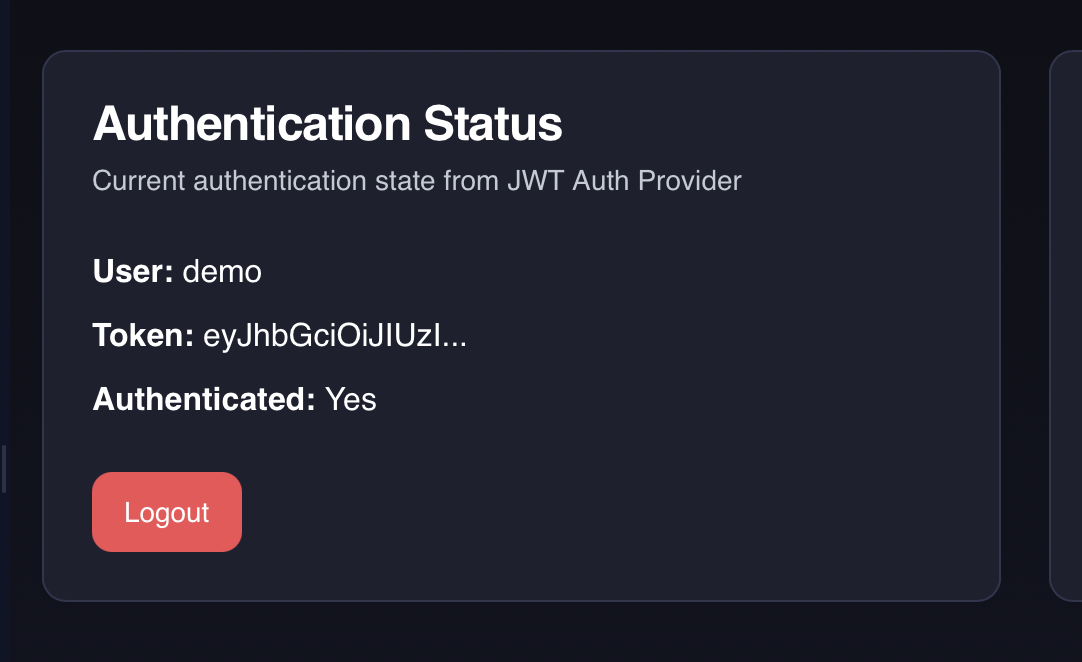 Authentication Status
Current authentication state from JWT Auth Provider
User: demo
Token: eyJhbGciOiJIUzI...
Authenticated: Yes
Logout